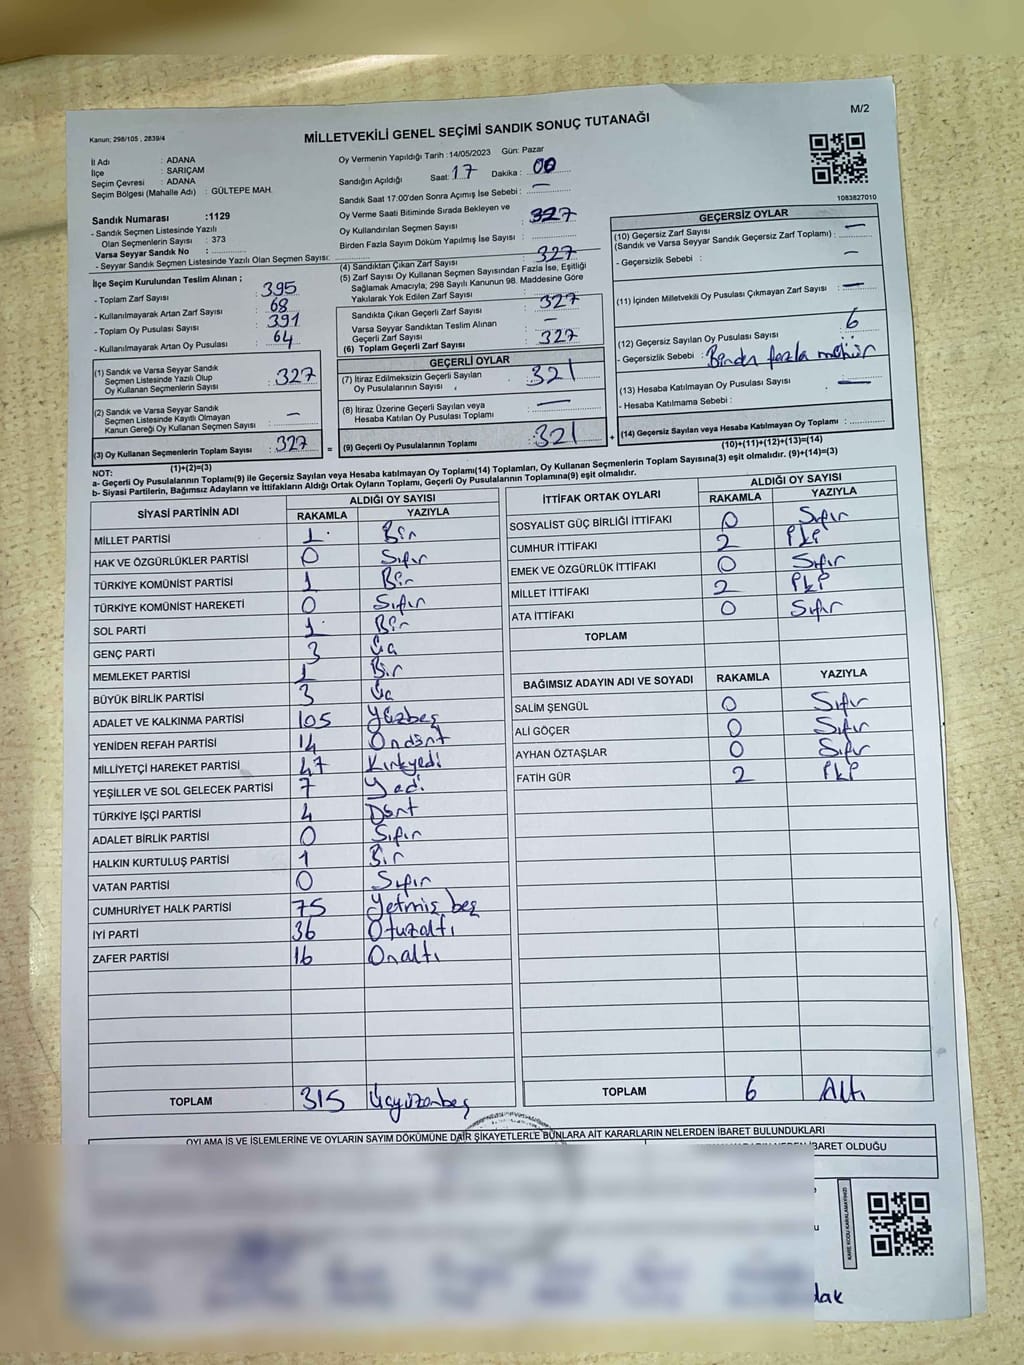 Kanun; 298/105 , 2839/4
M/2
MİLLETVEKİLİ GENEL SEÇİMİ SANDIK SONUÇ TUTANAĞI
İl Adı : ADANA
İlçe : SARIÇAM
Seçim Çevresi : ADANA
Seçim Bölgesi (Mahalle Adı) : GÜLTEPE MAH.
Sandık Numarası :1129
- Sandık Seçmen Listesinde Yazılı
Olan Seçmenlerin Sayısı : 373
Varsa Seyyar Sandık No :
- Seyyar Sandık Seçmen Listesinde Yazılı Olan Seçmen Sayısı:
Oy Vermenin Yapıldığı Tarih :14/05/2023 Gün: Pazar
Sandığın Açıldığı Saat: 17 Dakika : 00
Sandık Saat 17:00'den Sonra Açılmış İse Sebebi : —
Oy Verme Saati Bitiminde Sırada Bekleyen ve
Oy Kullandırılan Seçmen Sayısı : 327
Birden Fazla Sayım Döküm Yapılmış İse Sayısı :
1083827010
İlçe Seçim Kurulundan Teslim Alınan ;
- Toplam Zarf Sayısı : 395
- Kullanılmayarak Artan Zarf Sayısı : 68
- Toplam Oy Pusulası Sayısı : 391
- Kullanılmayarak Artan Oy Pusulası : 64
(1) Sandık ve Varsa Seyyar Sandık
Seçmen Listesinde Yazılı Olup
Oy Kullanan Seçmenlerin Sayısı : 327
(2) Sandık ve Varsa Seyyar Sandık
Seçmen Listesinde Kayıtlı Olmayan
Kanun Gereği Oy Kullanan Seçmen Sayısı : —
(3) Oy Kullanan Seçmenlerin Toplam Sayısı : 327
(1)+(2)=(3)
(4) Sandıktan Çıkan Zarf Sayısı : 327
(5) Zarf Sayısı Oy Kullanan Seçmen Sayısından Fazla İse, Eşitliği
Sağlamak Amacıyla, 298 Sayılı Kanunun 98. Maddesine Göre
Yakılarak Yok Edilen Zarf Sayısı :
Sandıkta Çıkan Geçerli Zarf Sayısı : 327
Varsa Seyyar Sandıktan Teslim Alınan
Geçerli Zarf Sayısı : —
(6) Toplam Geçerli Zarf Sayısı : 327
GEÇERLİ OYLAR
(7) İtiraz Edilmeksizin Geçerli Sayılan
Oy Pusulalarının Sayısı : 321
(8) İtiraz Üzerine Geçerli Sayılan veya
Hesaba Katılan Oy Pusulası Toplamı : —
= (9) Geçerli Oy Pusulalarının Toplamı : 321
GEÇERSİZ OYLAR
(10) Geçersiz Zarf Sayısı : —
(Sandık ve Varsa Seyyar Sandık Geçersiz Zarf Toplamı) :
- Geçersizlik Sebebi : —
(11) İçinden Milletvekili Oy Pusulası Çıkmayan Zarf Sayısı : —
(12) Geçersiz Sayılan Oy Pusulası Sayısı : 6
- Geçersizlik Sebebi : Birden fazla mühür
(13) Hesaba Katılmayan Oy Pusulası Sayısı : —
- Hesaba Katılmama Sebebi :
+ (14) Geçersiz Sayılan veya Hesaba Katılmayan Oy Toplamı :
(10)+(11)+(12)+(13)=(14)
NOT:
a- Geçerli Oy Pusulalarının Toplamı(9) ile Geçersiz Sayılan veya Hesaba katılmayan Oy Toplamı(14) Toplamları, Oy Kullanan Seçmenlerin Toplam Sayısına(3) eşit olmalıdır. (9)+(14)=(3)
b- Siyasi Partilerin, Bağımsız Adayların ve İttifakların Aldığı Ortak Oyların Toplamı, Geçerli Oy Pusulalarının Toplamına(9) eşit olmalıdır.
SİYASİ PARTİNİN ADI ALDIĞI OY SAYISI
RAKAMLA YAZIYLA
MİLLET PARTİSİ 1 Bir
HAK VE ÖZGÜRLÜKLER PARTİSİ 0 Sıfır
TÜRKİYE KOMÜNİST PARTİSİ 1 Bir
TÜRKİYE KOMÜNİST HAREKETİ 0 Sıfır
SOL PARTİ 1 Bir
GENÇ PARTİ 3 Üç
MEMLEKET PARTİSİ 1 Bir
BÜYÜK BİRLİK PARTİSİ 3 Üç
ADALET VE KALKINMA PARTİSİ 105 Yüzbeş
YENİDEN REFAH PARTİSİ 14 Ondört
MİLLİYETÇİ HAREKET PARTİSİ 47 Kırkyedi
YEŞİLLER VE SOL GELECEK PARTİSİ 7 Yedi
TÜRKİYE İŞÇİ PARTİSİ 4 Dört
ADALET BİRLİK PARTİSİ 0 Sıfır
HALKIN KURTULUŞ PARTİSİ 1 Bir
VATAN PARTİSİ 0 Sıfır
CUMHURİYET HALK PARTİSİ 75 Yetmiş beş
İYİ PARTİ 36 Otuzaltı
ZAFER PARTİSİ 16 Onaltı
TOPLAM 315 Üçyüzonbeş
İTTİFAK ORTAK OYLARI ALDIĞI OY SAYISI
RAKAMLA YAZIYLA
SOSYALİST GÜÇ BİRLİĞİ İTTİFAKI 0 Sıfır
CUMHUR İTTİFAKI 2 İki
EMEK VE ÖZGÜRLÜK İTTİFAKI 0 Sıfır
MİLLET İTTİFAKI 2 İki
ATA İTTİFAKI 0 Sıfır
TOPLAM
BAĞIMSIZ ADAYIN ADI VE SOYADI RAKAMLA YAZIYLA
SALİM ŞENGÜL 0 Sıfır
ALİ GÖÇER 0 Sıfır
AYHAN ÖZTAŞLAR 0 Sıfır
FATİH GÜR 2 İki
TOPLAM 6 Altı
OYLAMA İŞ VE İŞLEMLERİNE VE OYLARIN SAYIM DÖKÜMÜNE DAİR ŞİKAYETLERLE BUNLARA AİT KARARLARIN NELERDEN İBARET BULUNDUKLARI
İBARET OLDUĞU
KARE KODU KARALAMAYINIZ!
dak